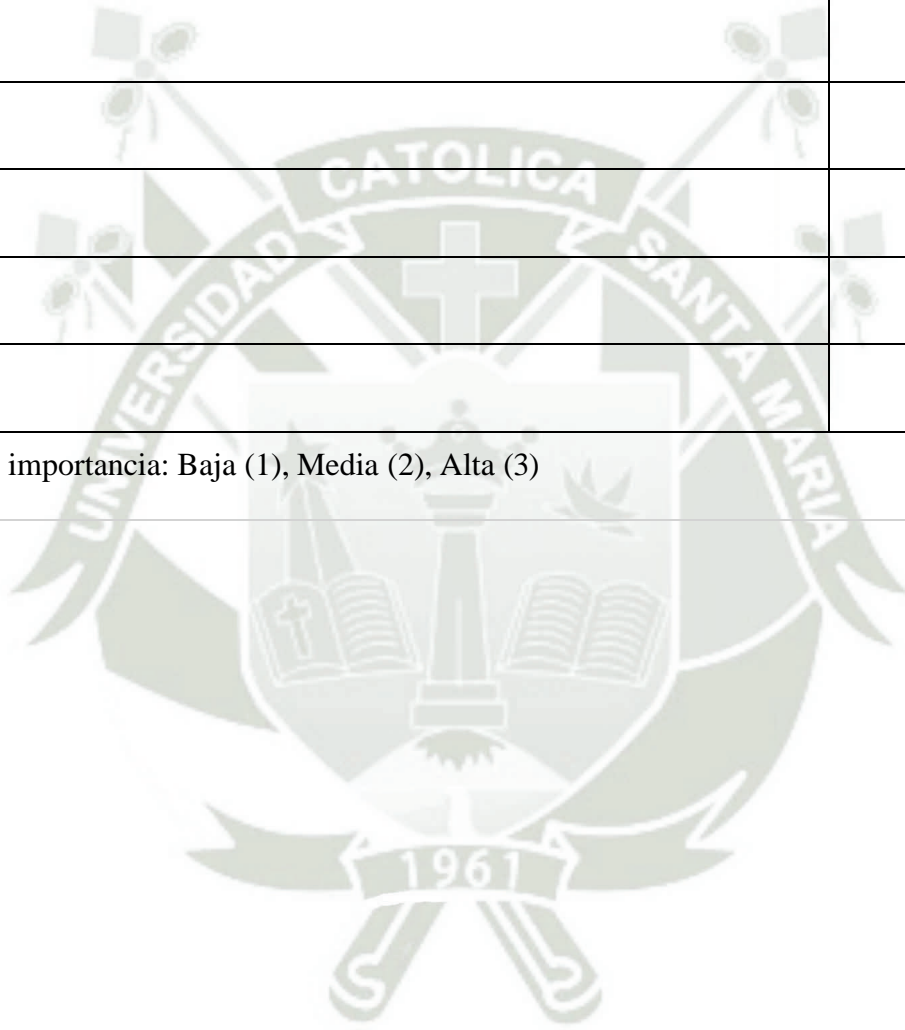 CATOLICA
UNIVERSIDAD
SANTA MARIA
importancia: Baja (1), Media (2), Alta (3)
1961